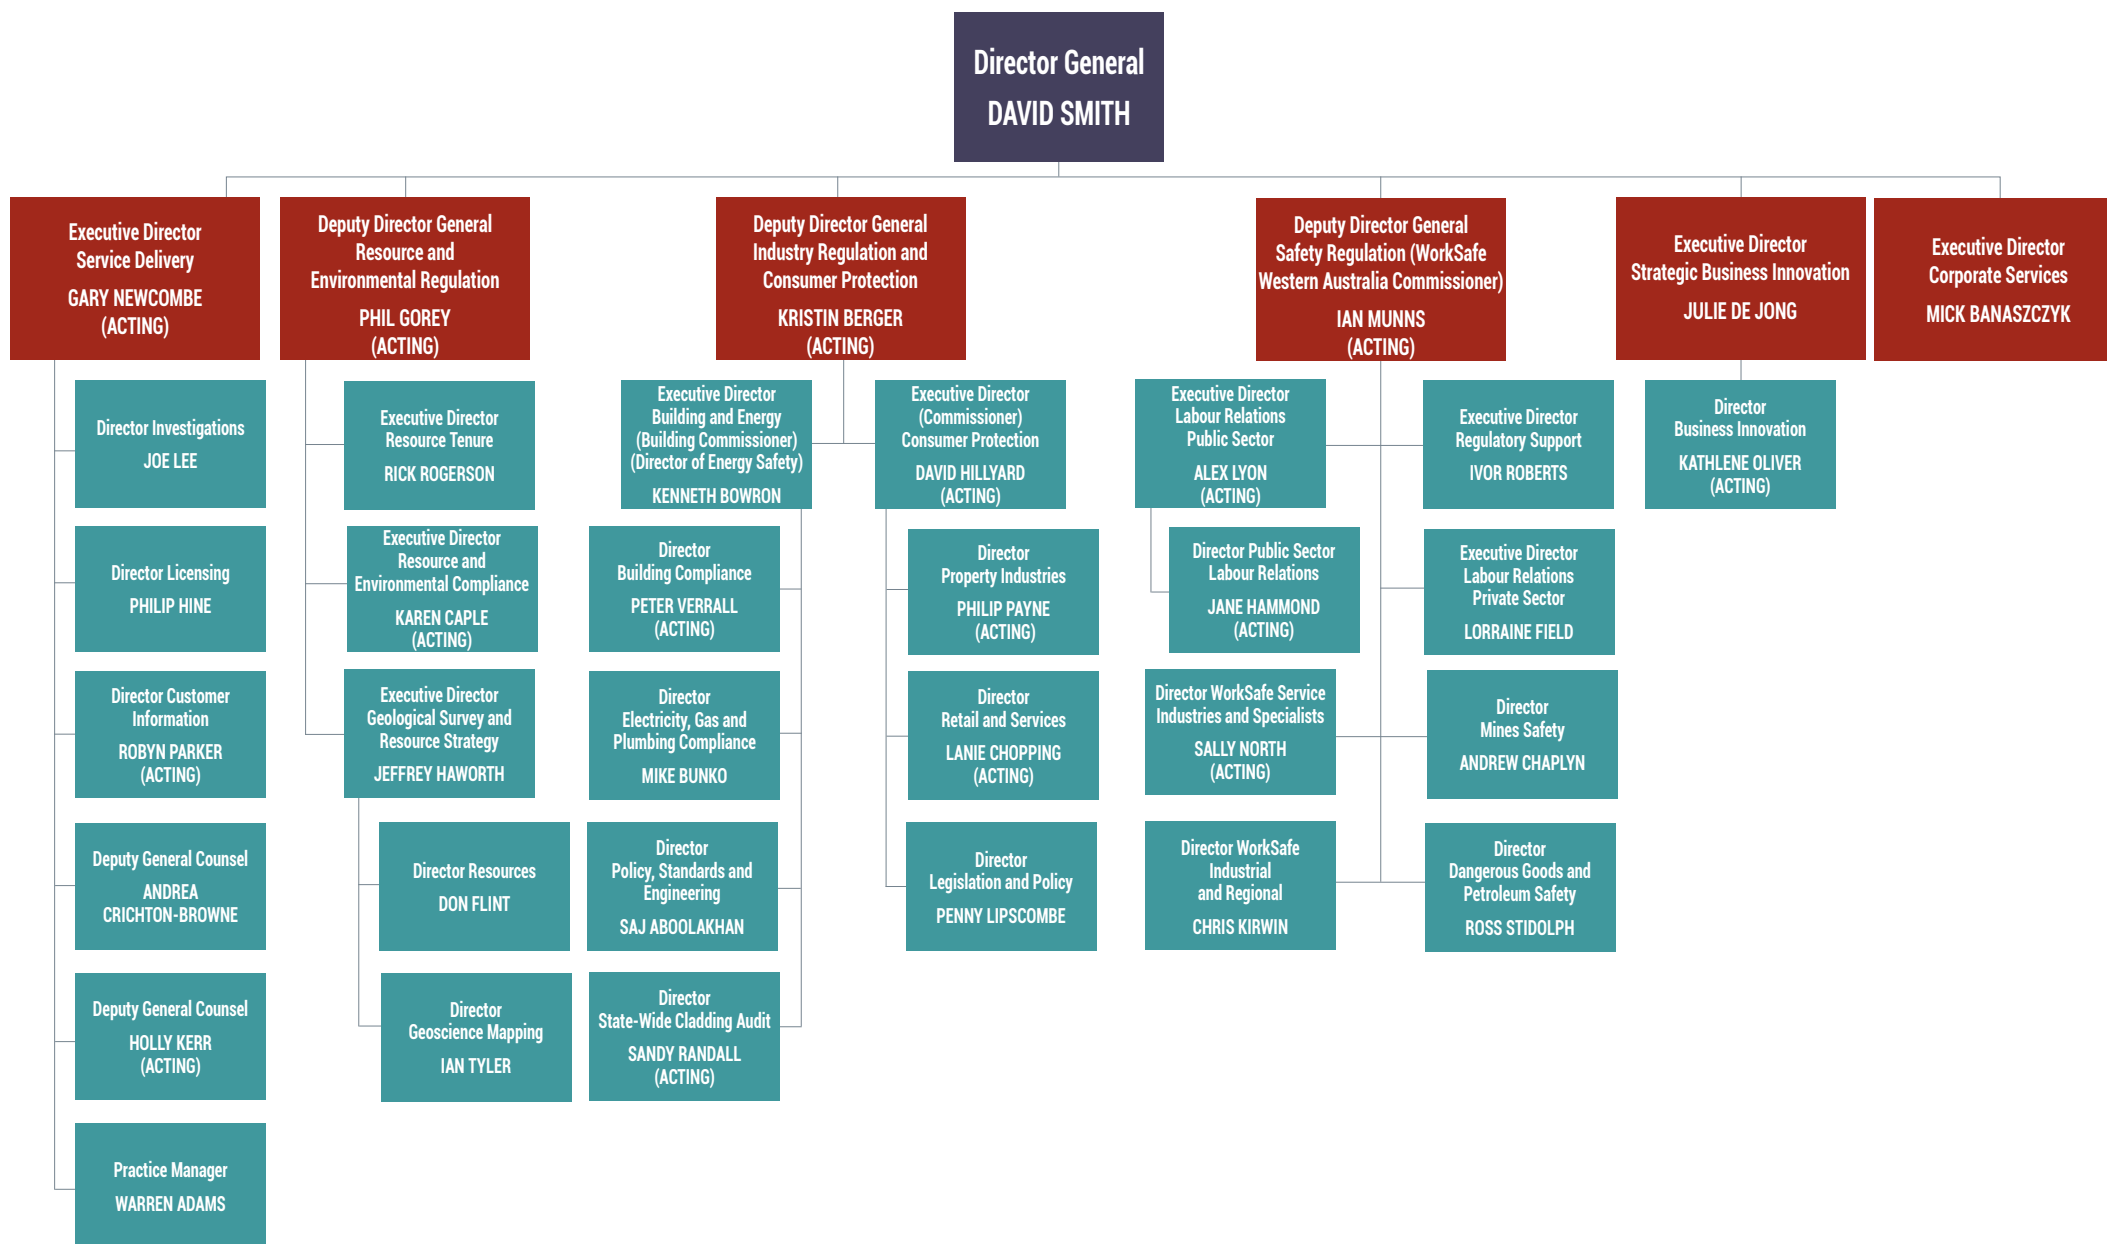 Director General
DAVID SMITH
Executive Director
Service Delivery
GARY NEWCOMBE
(ACTING)
Deputy Director General
Resource and
Environmental Regulation
PHIL GOREY
(ACTING)
Deputy Director General
Industry Regulation and
Consumer Protection
KRISTIN BERGER
(ACTING)
Deputy Director General
Safety Regulation (WorkSafe
Western Australia Commissioner)
IAN MUNNS
(ACTING)
Executive Director
Strategic Business Innovation
JULIE DE JONG
Executive Director
Corporate Services
MICK BANASZCZYK
Director Investigations
JOE LEE
Director Licensing
PHILIP HINE
Director Customer
Information
ROBYN PARKER
(ACTING)
Deputy General Counsel
ANDREA
CRICHTON-BROWNE
Deputy General Counsel
HOLLY KERR
(ACTING)
Practice Manager
WARREN ADAMS
Executive Director
Resource Tenure
RICK ROGERSON
Executive Director
Resource and
Environmental Compliance
KAREN CAPLE
(ACTING)
Executive Director
Geological Survey and
Resource Strategy
JEFFREY HAWORTH
Director Resources
DON FLINT
Director
Geoscience Mapping
IAN TYLER
Executive Director
Building and Energy
(Building Commissioner)
(Director of Energy Safety)
KENNETH BOWRON
Director
Building Compliance
PETER VERRALL
(ACTING)
Director
Electricity, Gas and
Plumbing Compliance
MIKE BUNKO
Director
Policy, Standards and
Engineering
SAJ ABOOLAKHAN
Director
State-Wide Cladding Audit
SANDY RANDALL
(ACTING)
Executive Director
(Commissioner)
Consumer Protection
DAVID HILLYARD
(ACTING)
Director
Property Industries
PHILIP PAYNE
(ACTING)
Director
Retail and Services
LANIE CHOPPING
(ACTING)
Director
Legislation and Policy
PENNY LIPSCOMBE
Executive Director
Labour Relations
Public Sector
ALEX LYON
(ACTING)
Director Public Sector
Labour Relations
JANE HAMMOND
(ACTING)
Director WorkSafe Service
Industries and Specialists
SALLY NORTH
(ACTING)
Director WorkSafe
Industrial
and Regional
CHRIS KIRWIN
Executive Director
Regulatory Support
IVOR ROBERTS
Executive Director
Labour Relations
Private Sector
LORRAINE FIELD
Director
Mines Safety
ANDREW CHAPLYN
Director
Dangerous Goods and
Petroleum Safety
ROSS STIDOLPH
Director
Business Innovation
KATHLENE OLIVER
(ACTING)